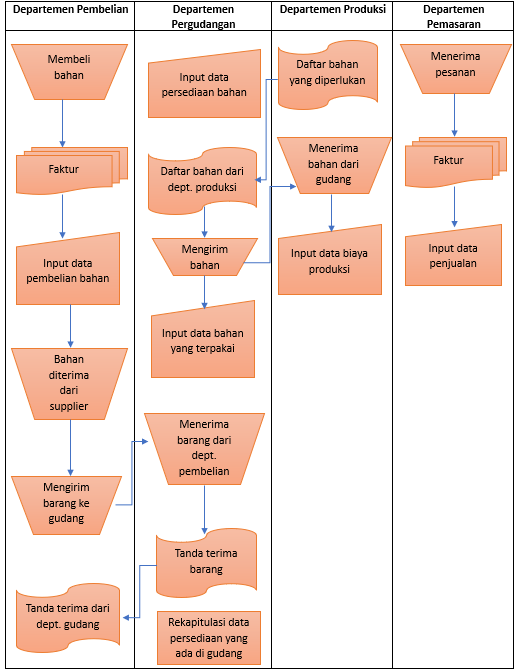 Departemen Pembelian
Departemen
Pergudangan
Departemen Produksi
Departemen
Pemasaran
Membeli
bahan
Faktur
Input data
pembelian bahan
Bahan
diterima
dari
supplier
Mengirim
barang ke
gudang
Tanda terima dari
dept. gudang
Input data
persediaan bahan
Daftar bahan dari
dept. produksi
Mengirim
bahan
Input data bahan
yang terpakai
Menerima
barang dari
dept.
pembelian
Tanda terima
barang
Rekapitulasi data
persediaan yang
ada di gudang
Daftar bahan
yang diperlukan
Menerima
bahan dari
gudang
Input data biaya
produksi
Menerima
pesanan
Faktur
Input data
penjualan